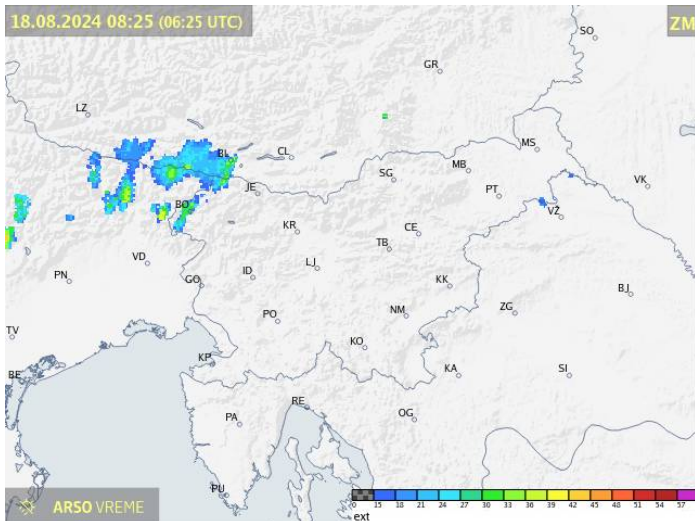 18.08.2024 08:25 (06:25 UTC)
ZM
SO
GR
LZ
MS
BL
CL
MB
SG
VK
JE
PT
BO
VŽ
KR
CE
TB
VD
LJ
ID
PN
GO
KK
BJ
ZG
PO
NM
TV
KO
KP
BE
KA
SI
RE
PA
OG
PU
ARSO VREME
0 15 18 21 24 27 30 33 36 39 42 45 48 51 54 57
ext